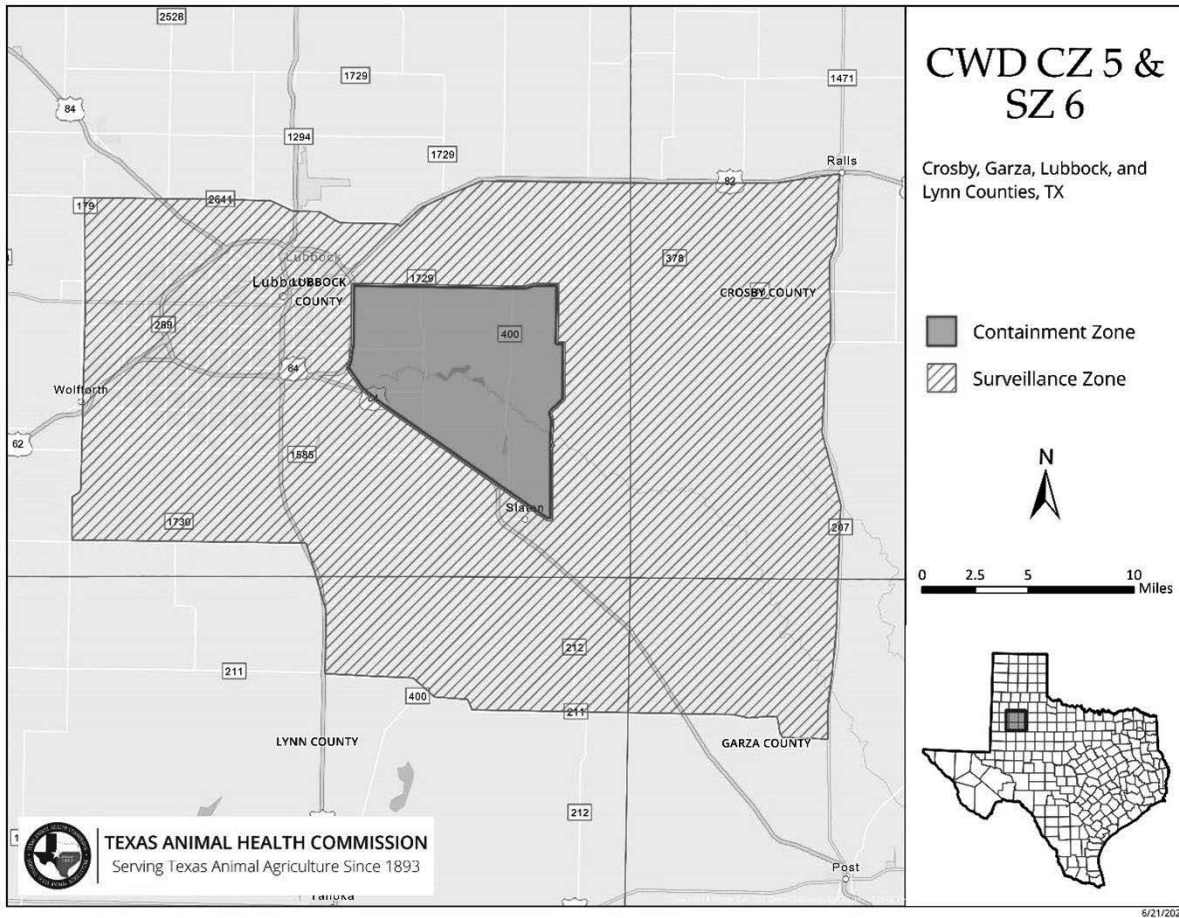 CWD CZ 5 &
SZ 6
Crosby, Garza, Lubbock, and
Lynn Counties, TX
Containment Zone
Surveillance Zone
N
0 2.5 5 10
Miles
2528
1729
1471
84
1294
1729
Ralls
82
179
2641
Lubbock
378
LUBBOCK
COUNTY
1729
CROSBY COUNTY
289
400
84
Wolfforth
62
1585
Slaton
1730
207
212
211
400
211
LYNN COUNTY
GARZA COUNTY
212
Post
TEXAS ANIMAL HEALTH COMMISSION
Serving Texas Animal Agriculture Since 1893